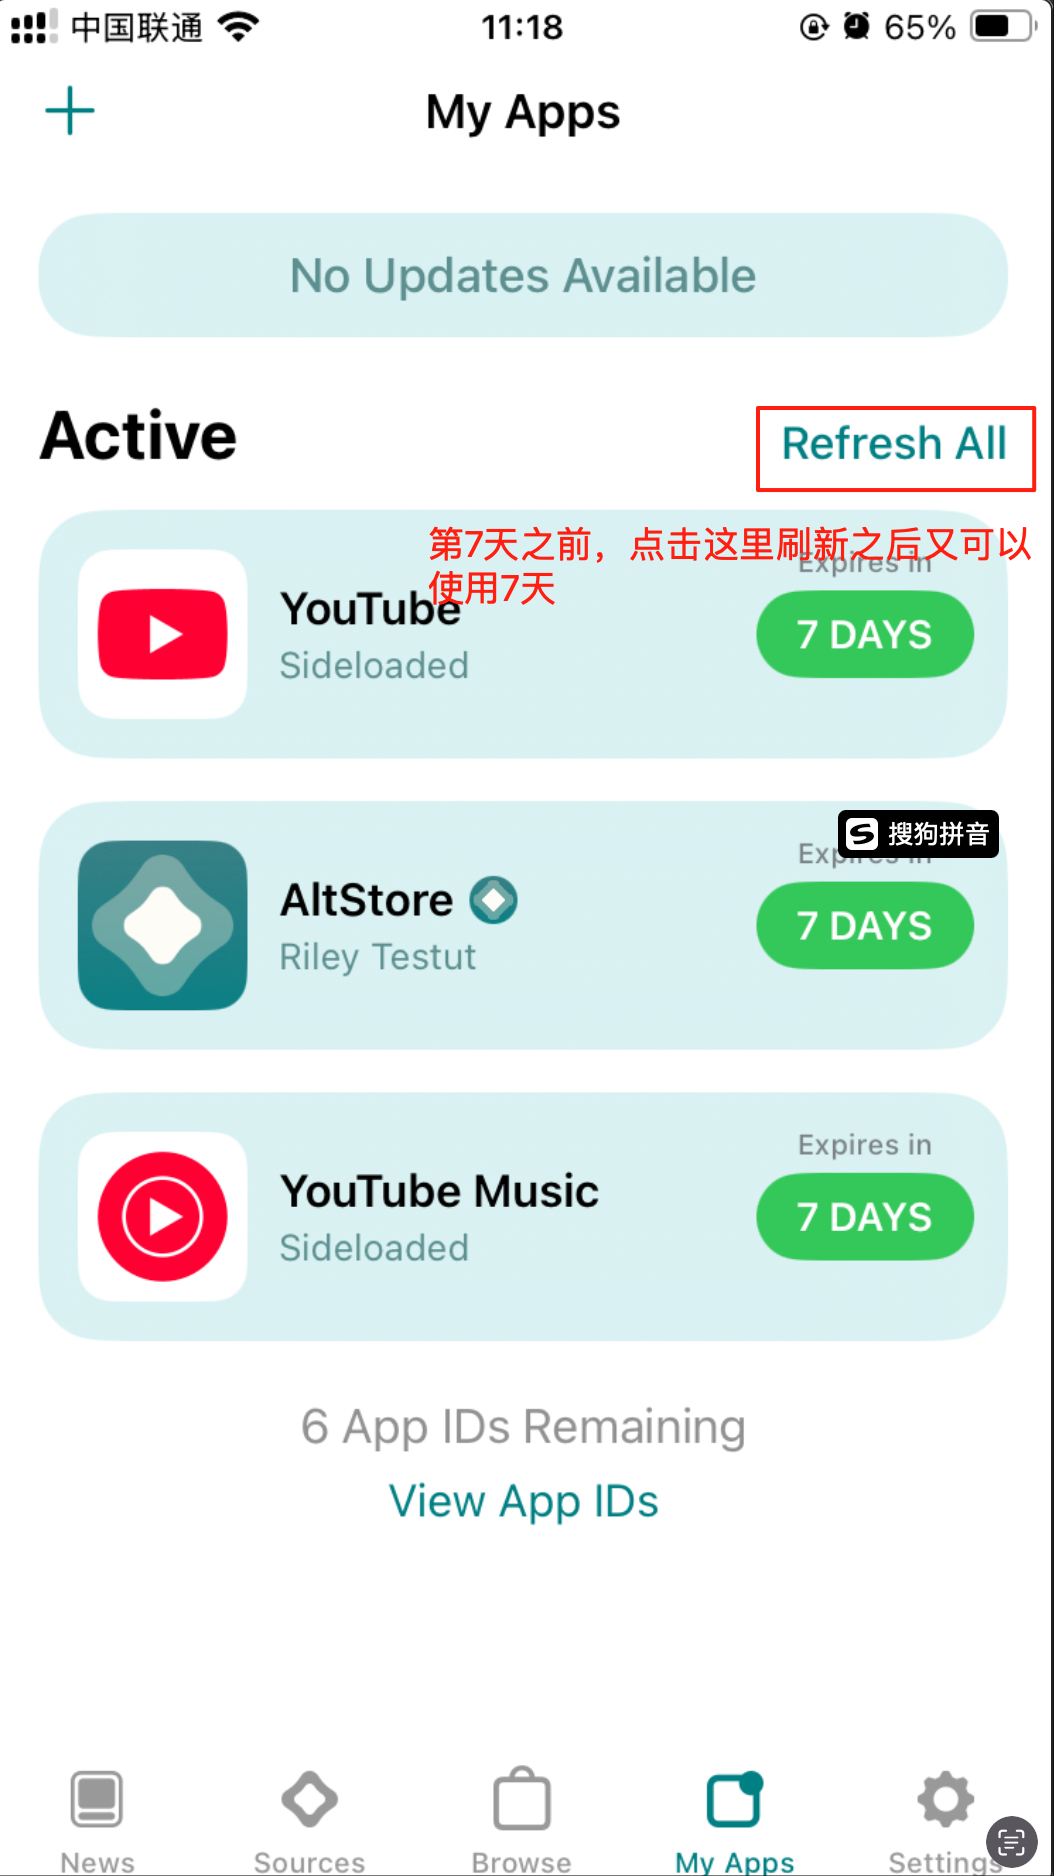 中国联通
11:18
65%
My Apps
No Updates Available
Active
Refresh All
第7天之前，点击这里刷新之后又可以
使用7天
Expires in
YouTube
Sideloaded
7 DAYS
搜狗拼音
Expires in
AltStore
Riley Testut
7 DAYS
Expires in
YouTube Music
Sideloaded
7 DAYS
6 App IDs Remaining
View App IDs
News
Sources
Browse
My Apps
Settings